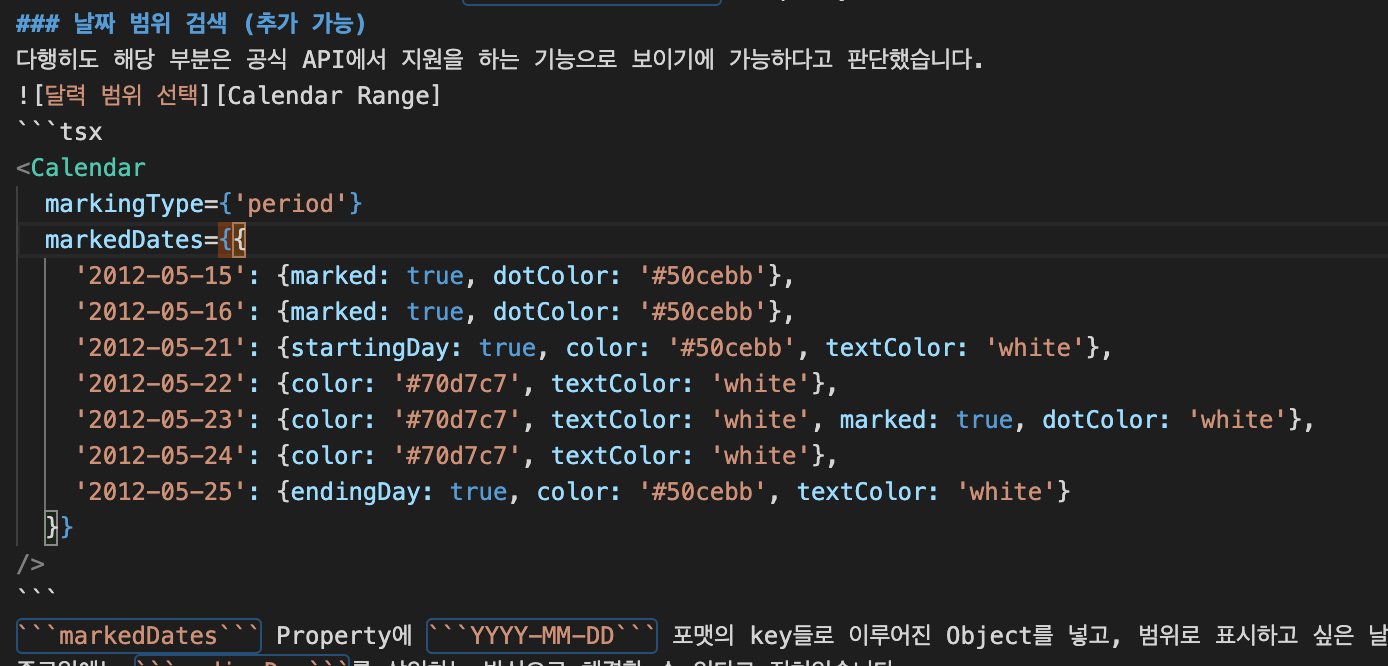 ### 날짜 범위 검색 (추가 가능)
다행히도 해당 부분은 공식 API에서 지원을 하는 기능으로 보이기에 가능하다고 판단했습니다.
![달력 범위 선택][Calendar Range]
```tsx
<Calendar
markingType={'period'}
markedDates={{
'2012-05-15': {marked: true, dotColor: '#50cebb'},
'2012-05-16': {marked: true, dotColor: '#50cebb'},
'2012-05-21': {startingDay: true, color: '#50cebb', textColor: 'white'},
'2012-05-22': {color: '#70d7c7', textColor: 'white'},
'2012-05-23': {color: '#70d7c7', textColor: 'white', marked: true, dotColor: 'white'},
'2012-05-24': {color: '#70d7c7', textColor: 'white'},
'2012-05-25': {endingDay: true, color: '#50cebb', textColor: 'white'}
}}
/>
```
```markedDates``` Property에 ```YYYY-MM-DD``` 포맷의 key들로 이루어진 Object를 넣고, 범위로 표시하고 싶은 날